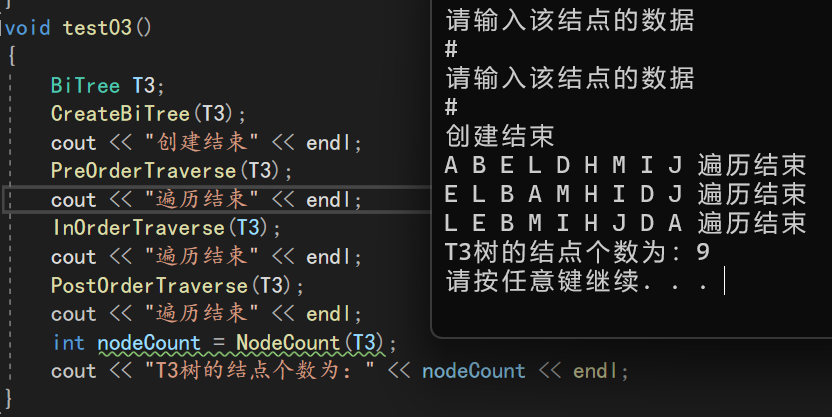 void test03()
{
BiTree T3;
CreateBiTree(T3);
cout << "创建结束" << endl;
PreOrderTraverse(T3);
cout << "遍历结束" << endl;
InOrderTraverse(T3);
cout << "遍历结束" << endl;
PostOrderTraverse(T3);
cout << "遍历结束" << endl;
int nodeCount = NodeCount(T3);
cout << "T3树的结点个数为：" << nodeCount << endl;
}
请输入该结点的数据
#
请输入该结点的数据
#
创建结束
A B E L D H M I J 遍历结束
E L B A M H I D J 遍历结束
L E B M I H J D A 遍历结束
T3树的结点个数为：9
请按任意键继续. . .